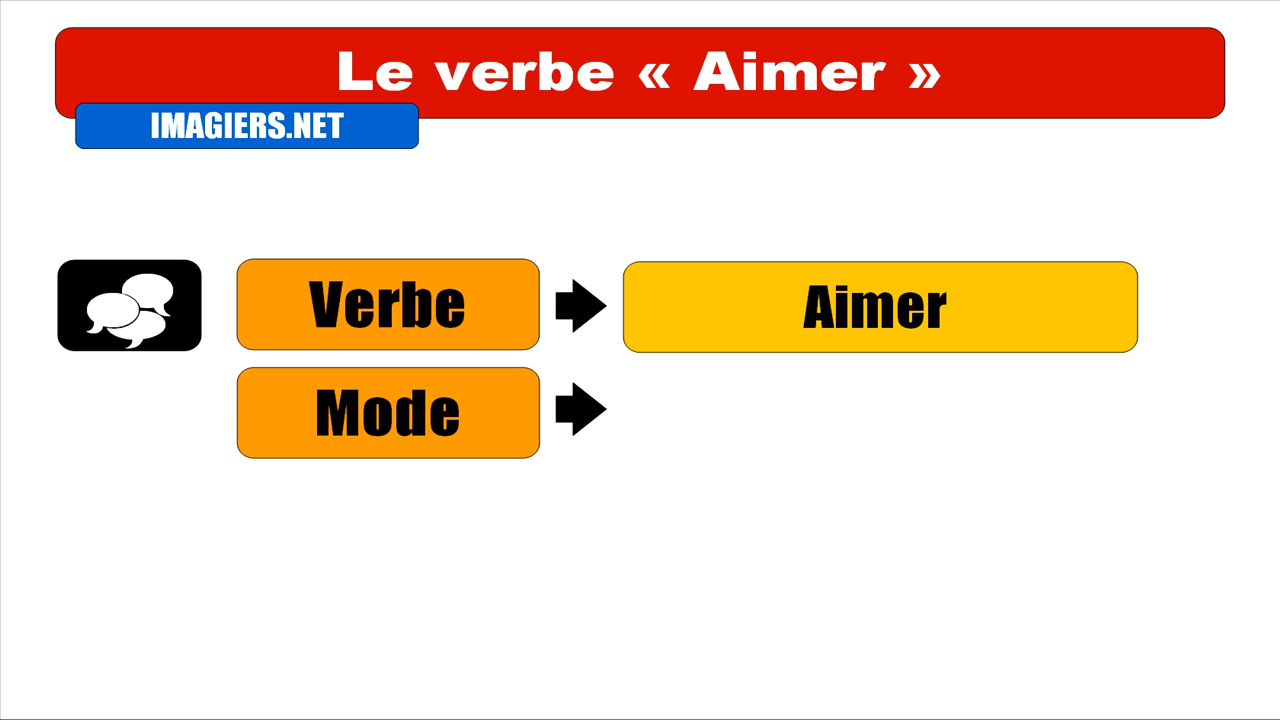 Le verbe « Aimer »
IMAGIERS.NET
Verbe
Aimer
Mode